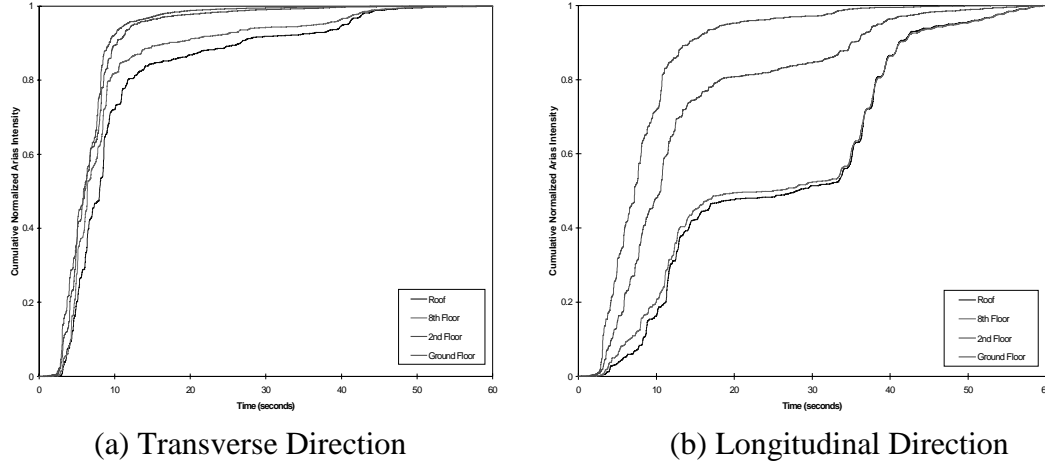 Cumulative Normalized Arias Intensity
1
0.8
0.6
0.4
0.2
0
0 10 20 30 40 50 60
Time (seconds)
Roof
8th Floor
2nd Floor
Ground Floor
(a) Transverse Direction
Cumulative Normalized Arias Intensity
1
0.8
0.6
0.4
0.2
0
0 10 20 30 40 50 60
Time (seconds)
Roof
8th Floor
2nd Floor
Ground Floor
(b) Longitudinal Direction